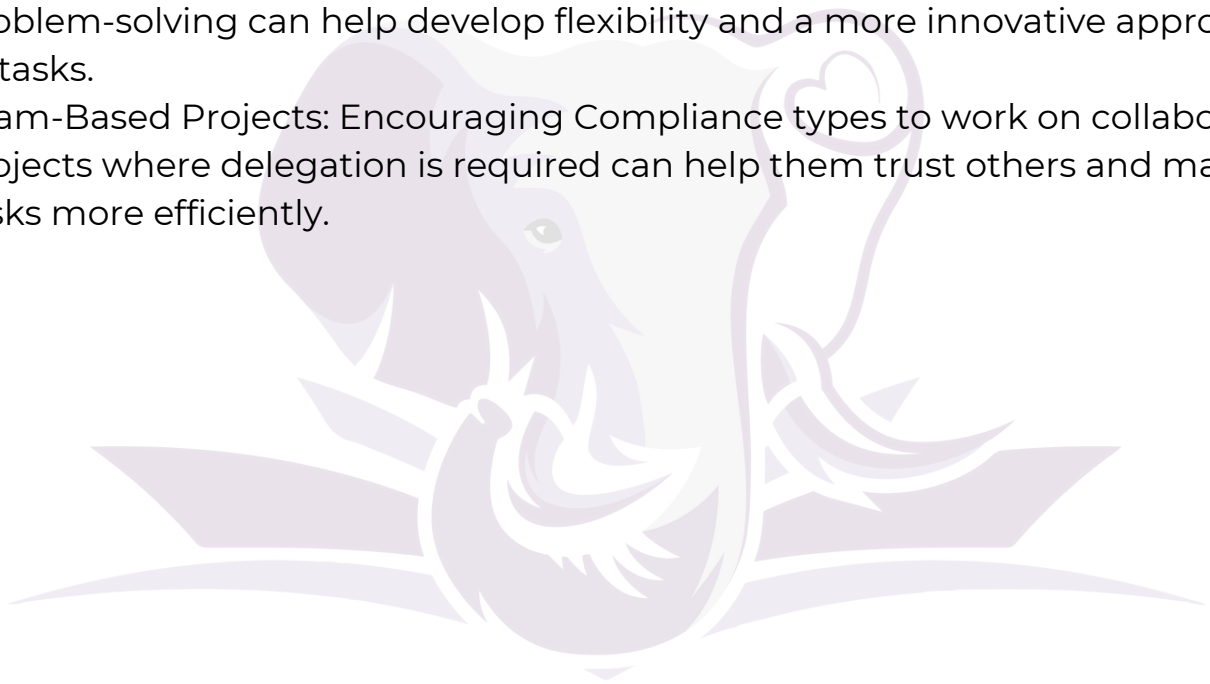 oblem-solving can help develop flexibility and a more innovative appro
tasks.
am-Based Projects: Encouraging Compliance types to work on collabo
ojects where delegation is required can help them trust others and ma
sks more efficiently.